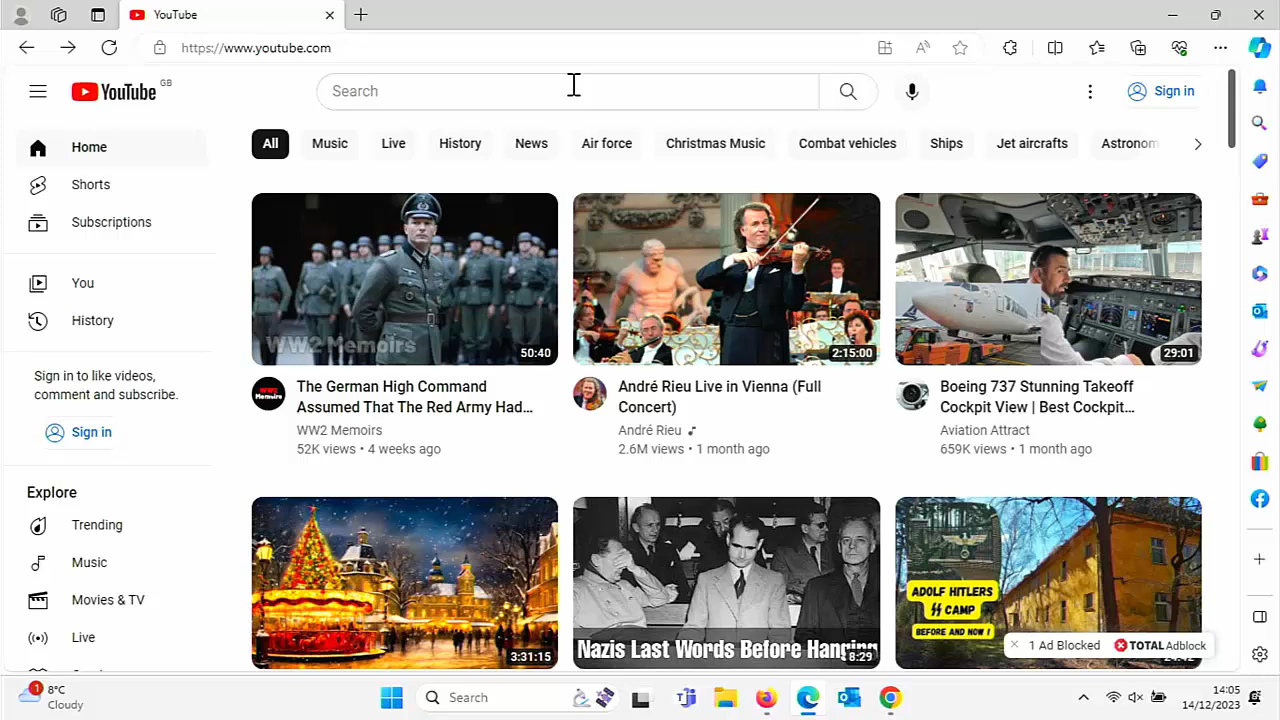 YouTube
https://www.youtube.com
YouTube GB
Search
Sign in
Home
Shorts
Subscriptions
You
History
Sign in to like videos,
comment and subscribe.
Sign in
Explore
Trending
Music
Movies & TV
Live
All
Music
Live
History
News
Air force
Christmas Music
Combat vehicles
Ships
Jet aircrafts
Astronom
WW2 Memoirs
50:40
WW2
Memoirs
The German High Command
Assumed That The Red Army Had...
WW2 Memoirs
52K views • 4 weeks ago
2:15:00
André Rieu Live in Vienna (Full
Concert)
André Rieu
2.6M views • 1 month ago
29:01
Boeing 737 Stunning Takeoff
Cockpit View | Best Cockpit...
Aviation Attract
659K views • 1 month ago
3:31:15
Nazis Last Words Before Hanging
8:29
ADOLF HITLERS
SS CAMP
BEFORE AND NOW !
1 Ad Blocked
TOTAL Adblock
1
8°C
Cloudy
Search
14:05
14/12/2023